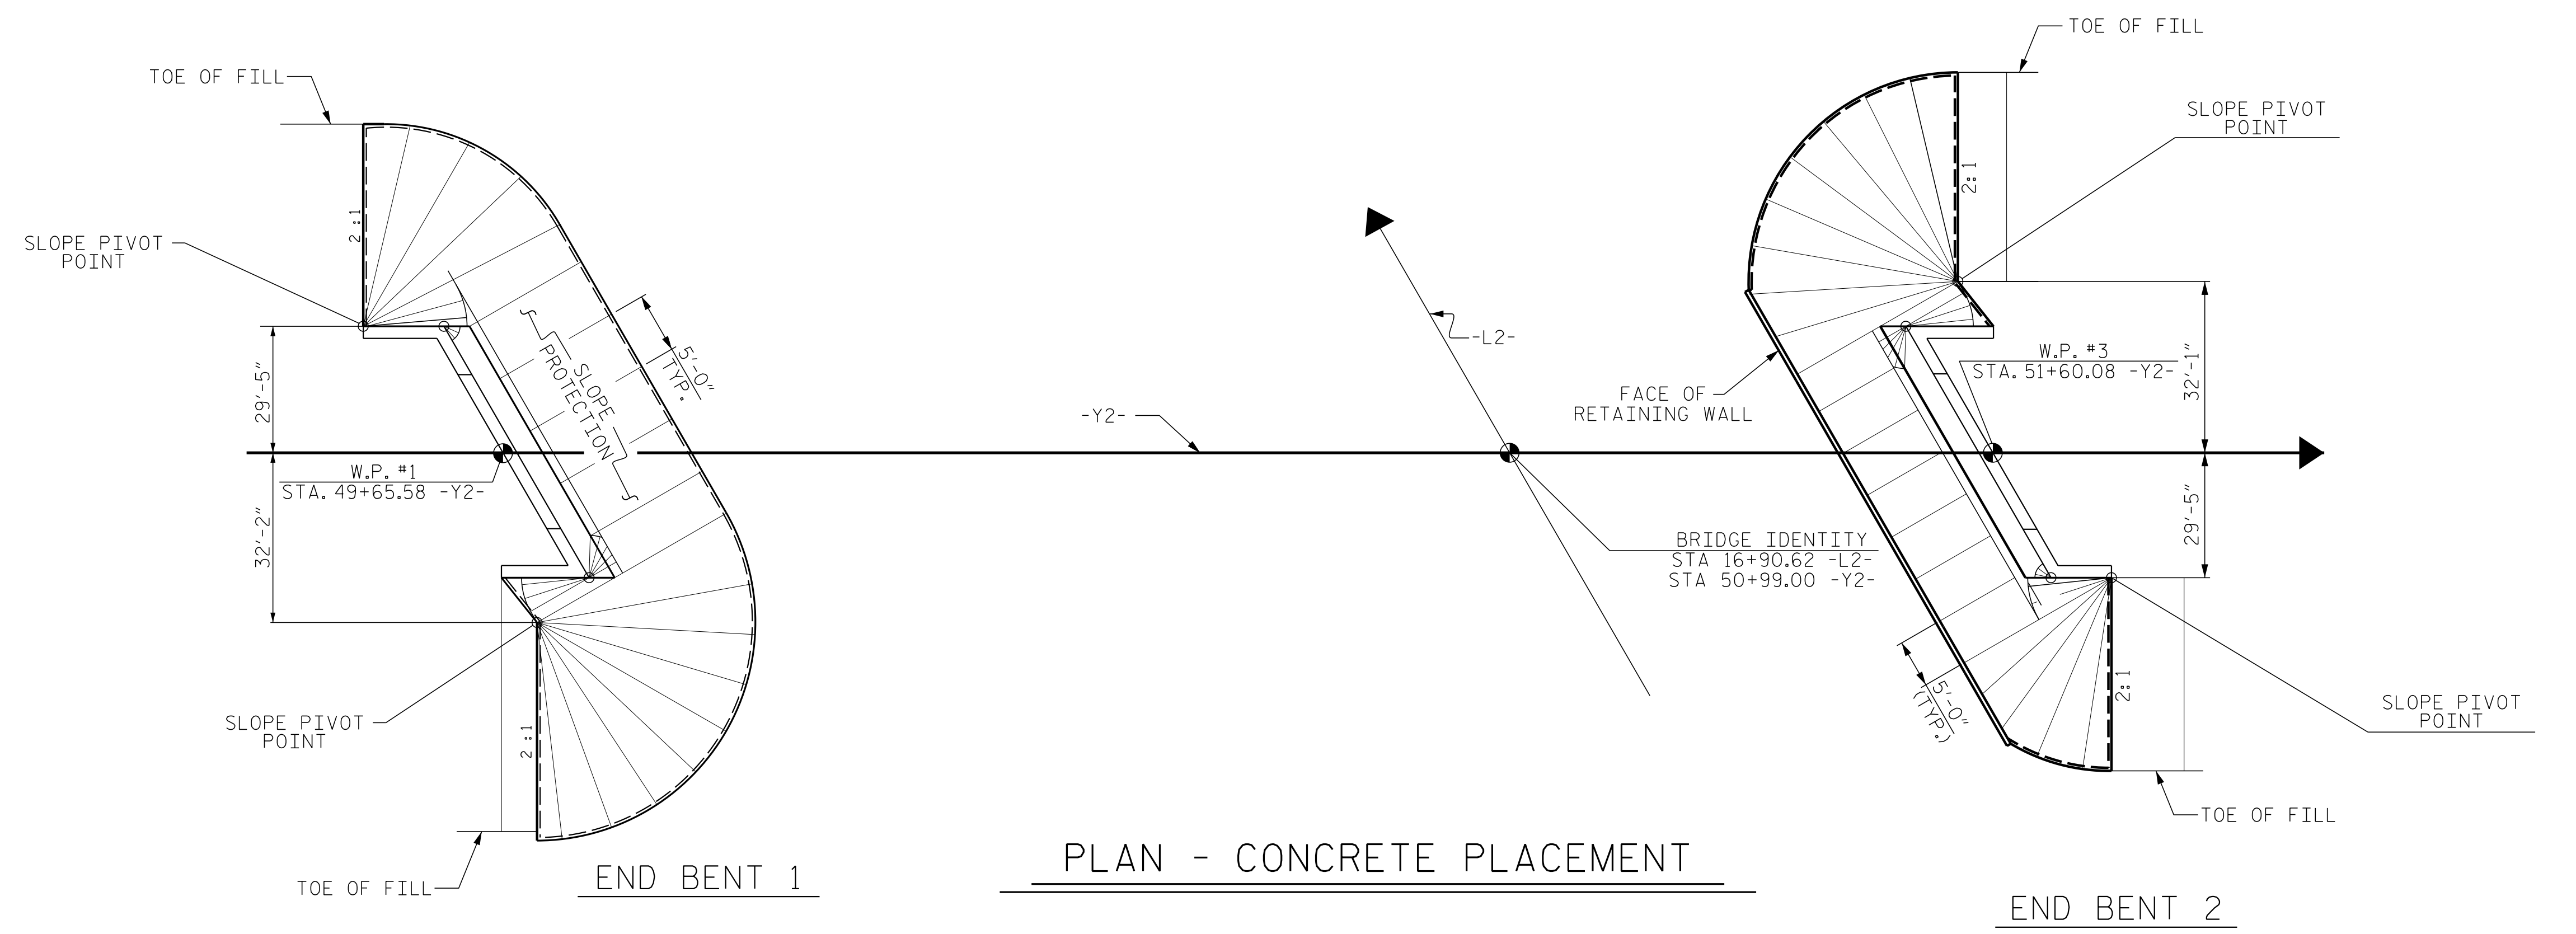 TOE OF FILL
TOE OF FILL
SLOPE PIVOT
POINT
2:1
2:1
SLOPE PIVOT
POINT
5'-0"
(TYP.
SLOPE
PROTECTION
-L2-
W.P. #3
STA. 51+60.08 -Y2-
32'-1"
29'-5"
FACE OF
RETAINING WALL
-Y2-
W.P. #1
STA. 49+65.58 -Y2-
32'-2"
29'-5"
BRIDGE IDENTITY
STA 16+90.62 -L2-
STA 50+99.00 -Y2-
5'-0"
(TYP.)
2:1
2:1
SLOPE PIVOT
POINT
SLOPE PIVOT
POINT
TOE OF FILL
TOE OF FILL
PLAN - CONCRETE PLACEMENT
END BENT 1
END BENT 2